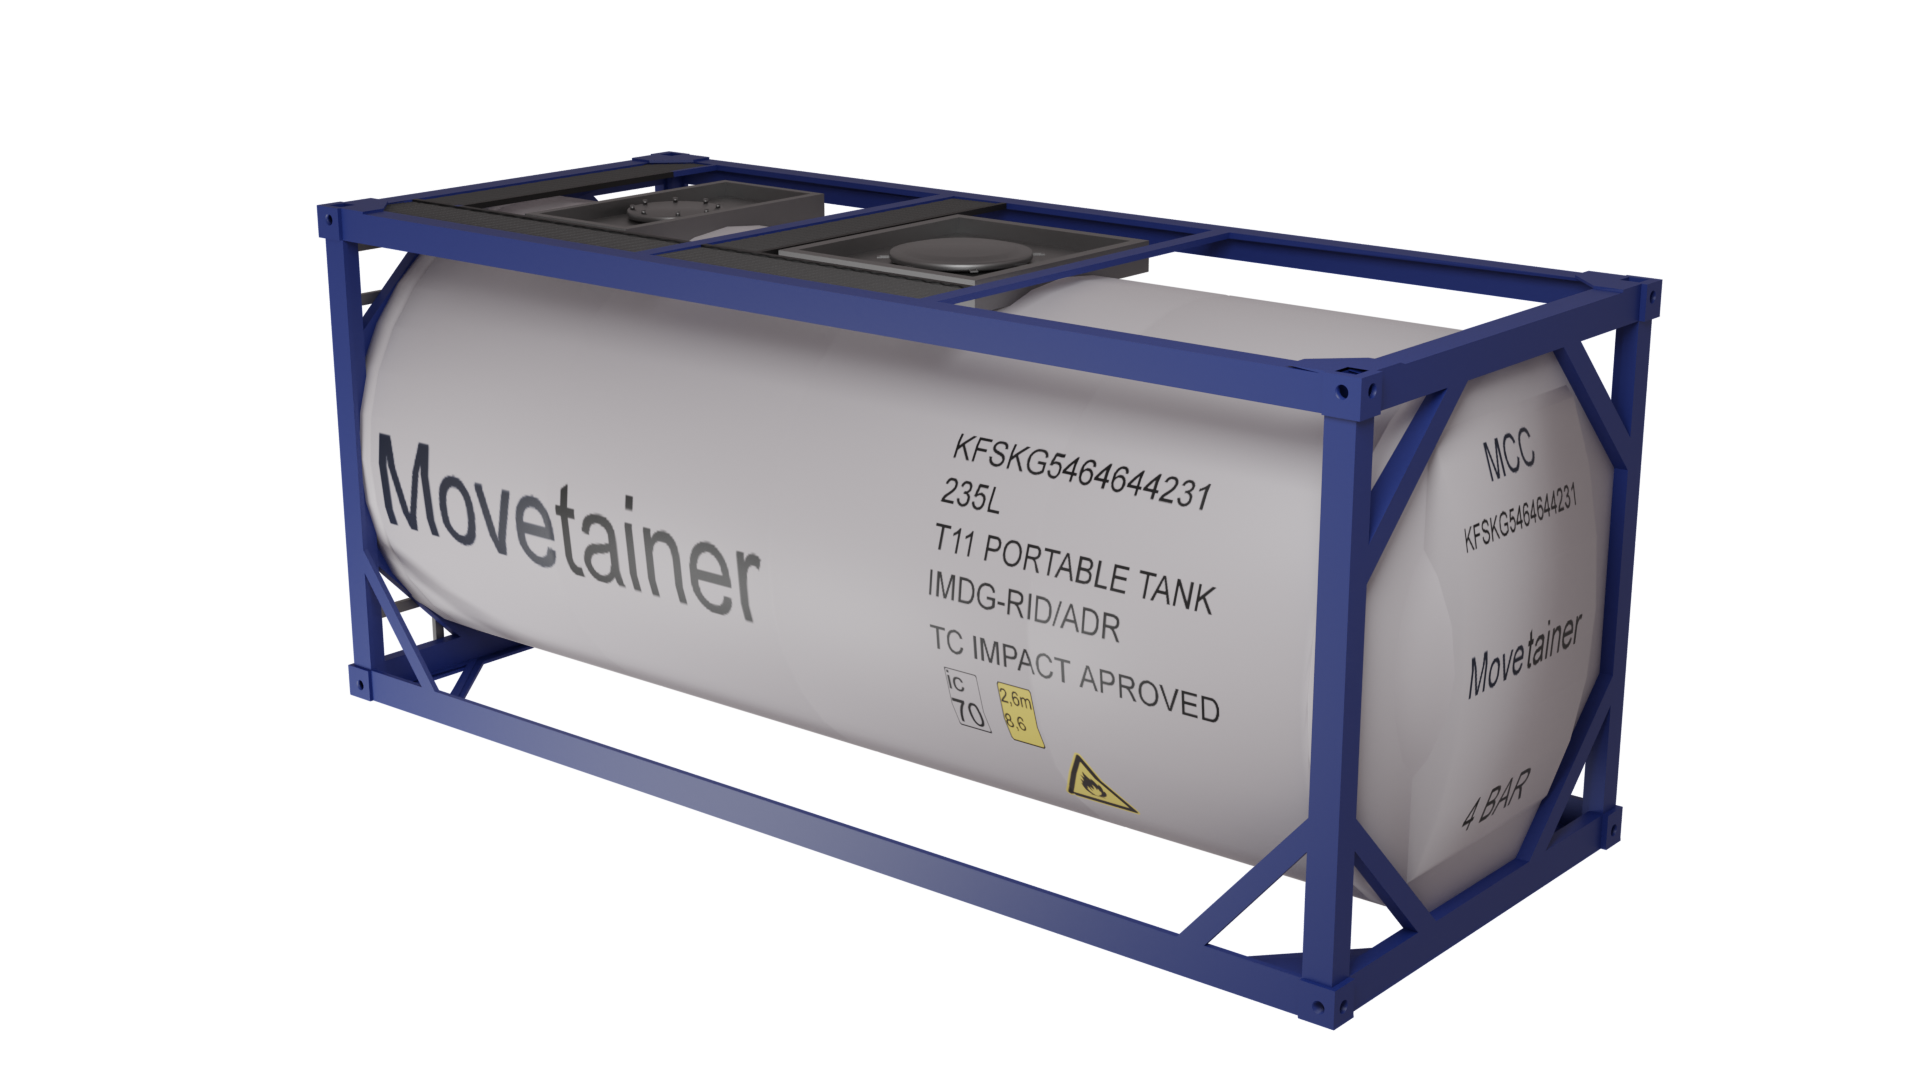 Movetainer
KFSKG5464644231
235L
T11 PORTABLE TANK
IMDG-RID/ADR
TC IMPACT APROVED
ic
70
2,6m
8,6
MCC
KFSKG5464644231
Movetainer
4 BAR